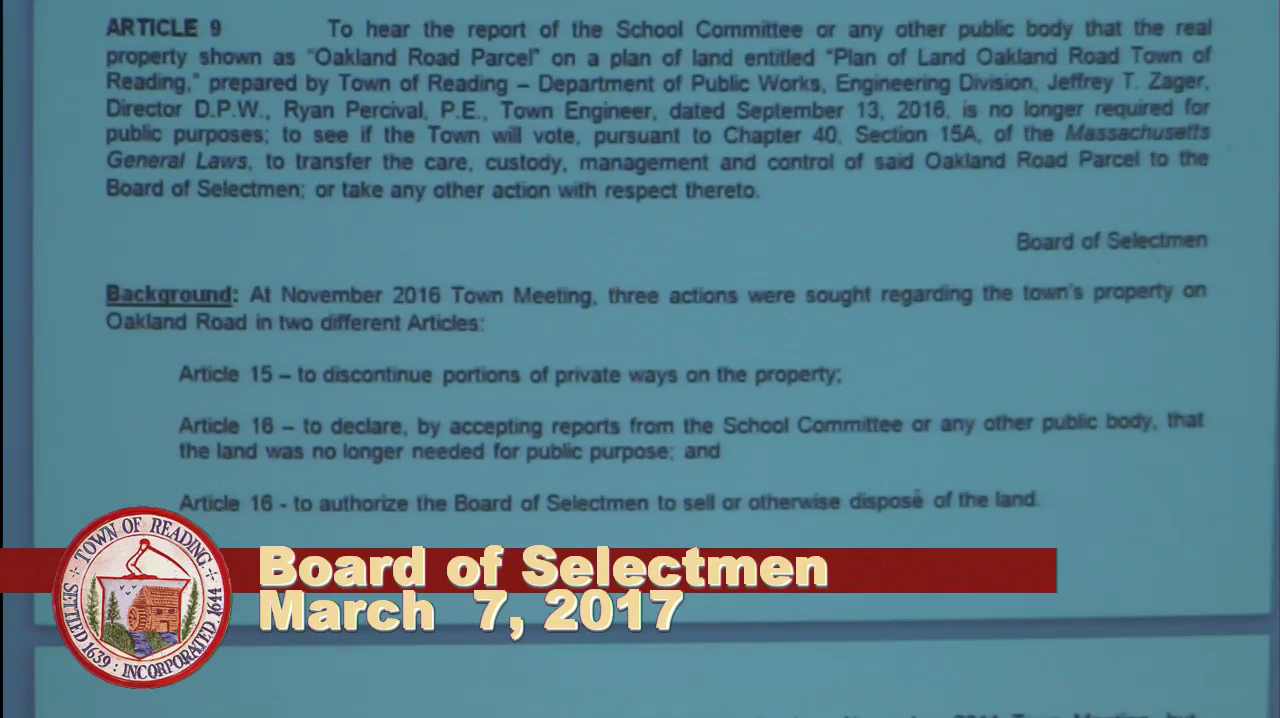 ARTICLE 9 To hear the report of the School Committee or any other public body that the real
property shown as "Oakland Road Parcel" on a plan of land entitled "Plan of Land Oakland Road Town of
Reading," prepared by Town of Reading – Department of Public Works, Engineering Division, Jeffrey T. Zager,
Director D.P.W., Ryan Percival, P.E., Town Engineer, dated September 13, 2016, is no longer required for
public purposes; to see if the Town will vote, pursuant to Chapter 40, Section 15A, of the Massachusetts
General Laws, to transfer the care, custody, management and control of said Oakland Road Parcel to the
Board of Selectmen; or take any other action with respect thereto.
Board of Selectmen
Background: At November 2016 Town Meeting, three actions were sought regarding the town's property on
Oakland Road in two different Articles:
Article 15 – to discontinue portions of private ways on the property;
Article 16 – to declare, by accepting reports from the School Committee or any other public body, that
the land was no longer needed for public purpose; and
Article 16 - to authorize the Board of Selectmen to sell or otherwise dispose of the land.
TOWN OF READING
SETTLED 1639 : INCORPORATED 1644
Board of Selectmen
March 7, 2017